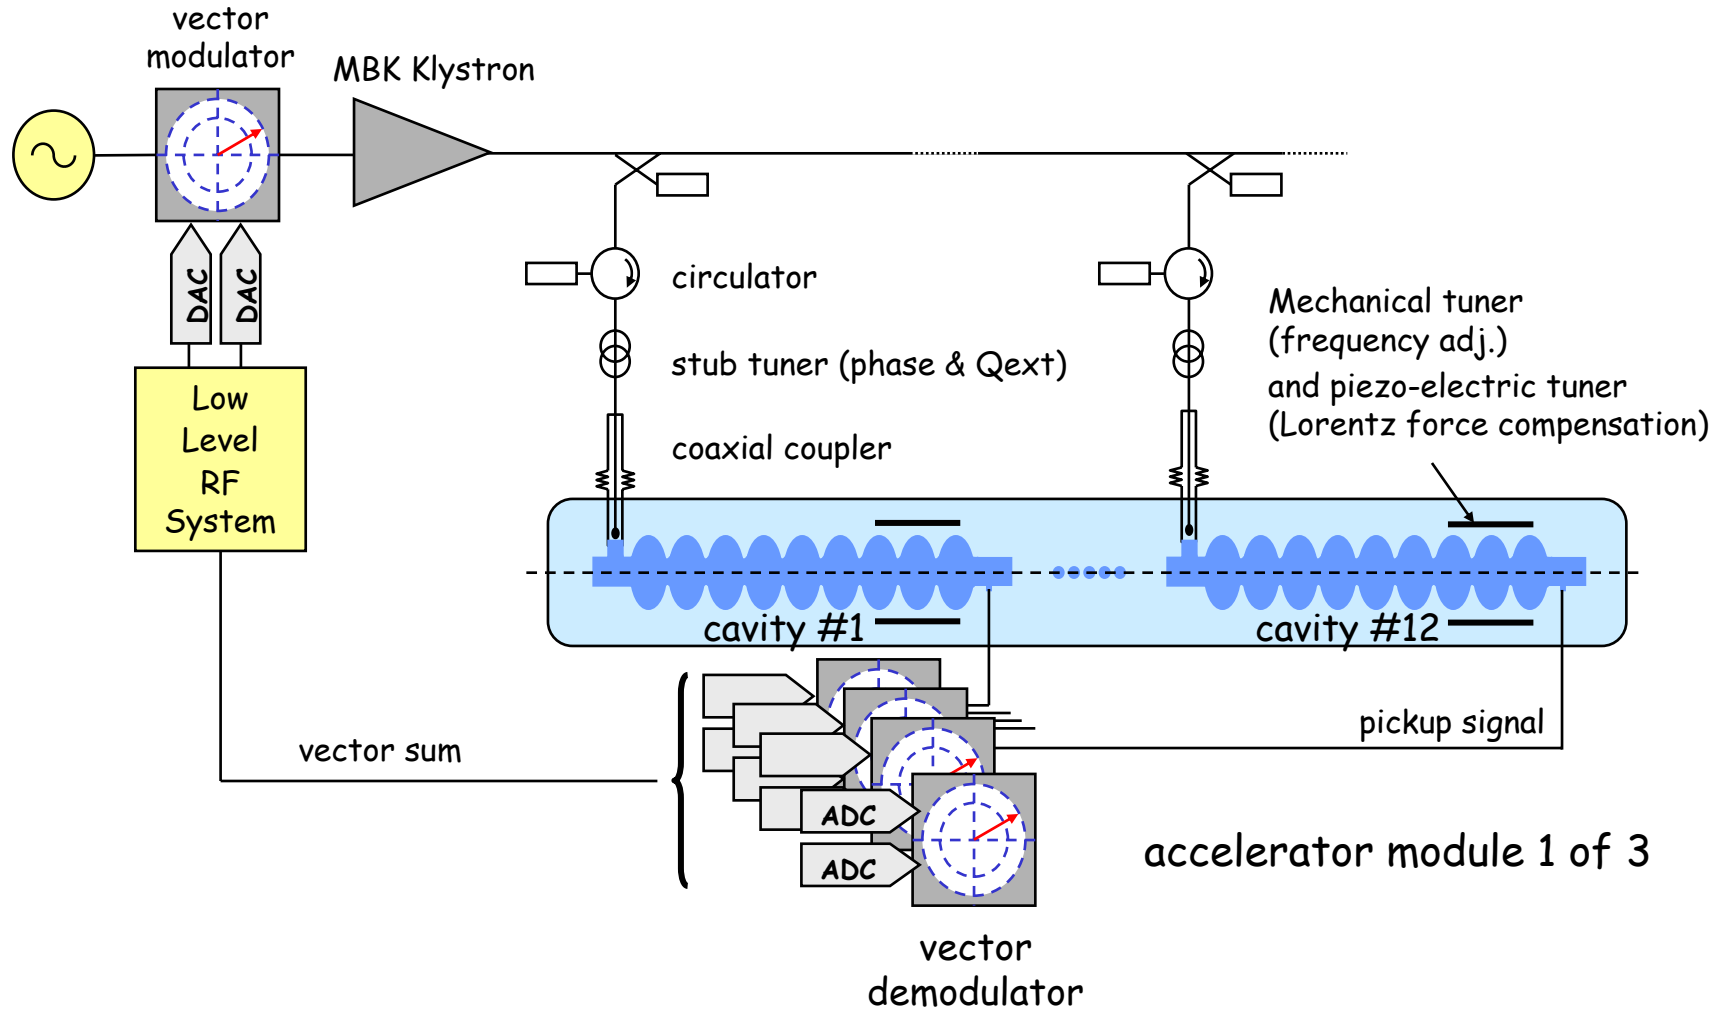 vector
modulator
MBK Klystron
DAC
DAC
circulator
stub tuner (phase & Qext)
coaxial coupler
Mechanical tuner
(frequency adj.)
and piezo-electric tuner
(Lorentz force compensation)
Low
Level
RF
System
cavity #1
cavity #12
vector sum
pickup signal
ADC
ADC
accelerator module 1 of 3
vector
demodulator